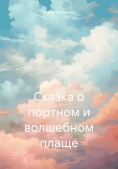 Сказка о
портном и
волшебном
плаще